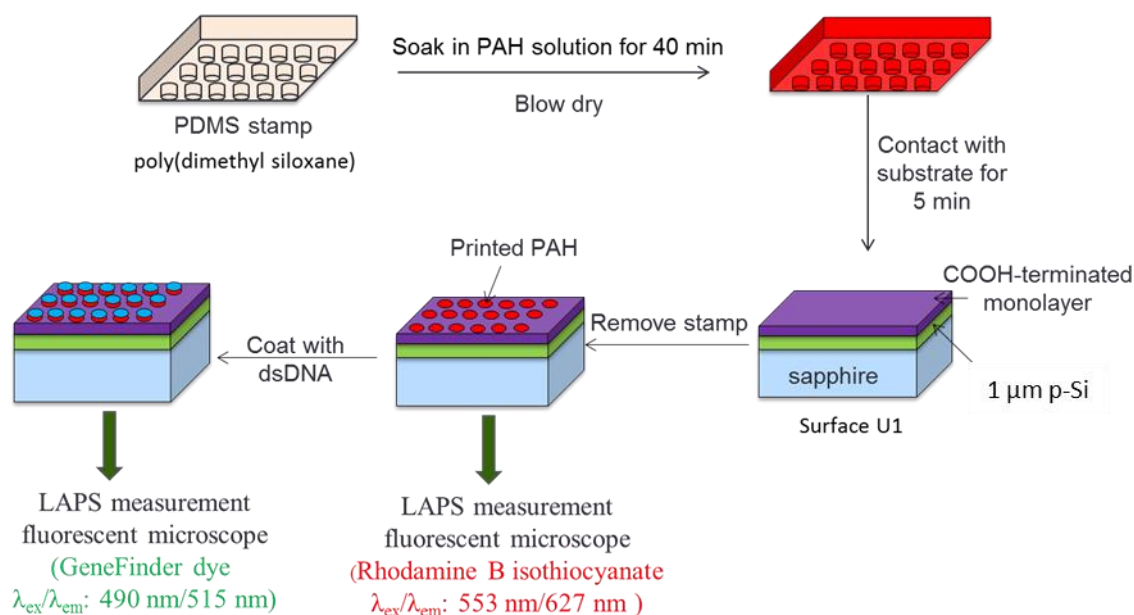 Soak in PAH solution for 40 min
Blow dry
PDMS stamp
poly(dimethyl siloxane)
Contact with
substrate for
5 min
Printed PAH
COOH-terminated
monolayer
Remove stamp
Coat with
dsDNA
sapphire
1 μm p-Si
Surface U1
LAPS measurement
fluorescent microscope
(GeneFinder dye
λex/λem: 490 nm/515 nm)
LAPS measurement
fluorescent microscope
(Rhodamine B isothiocyanate
λex/λem: 553 nm/627 nm )